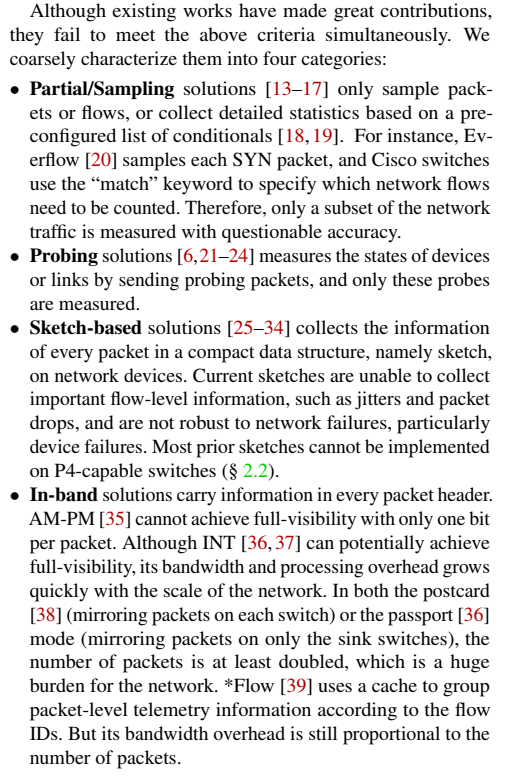 Although existing works have made great contributions,
they fail to meet the above criteria simultaneously. We
coarsely characterize them into four categories:
• Partial/Sampling solutions [13–17] only sample pack-
ets or flows, or collect detailed statistics based on a pre-
configured list of conditionals [18,19]. For instance, Ev-
erflow [20] samples each SYN packet, and Cisco switches
use the “match” keyword to specify which network flows
need to be counted. Therefore, only a subset of the network
traffic is measured with questionable accuracy.
• Probing solutions [6,21–24] measures the states of devices
or links by sending probing packets, and only these probes
are measured.
• Sketch-based solutions [25–34] collects the information
of every packet in a compact data structure, namely sketch,
on network devices. Current sketches are unable to collect
important flow-level information, such as jitters and packet
drops, and are not robust to network failures, particularly
device failures. Most prior sketches cannot be implemented
on P4-capable switches (§ 2.2).
• In-band solutions carry information in every packet header.
AM-PM [35] cannot achieve full-visibility with only one bit
per packet. Although INT [36,37] can potentially achieve
full-visibility, its bandwidth and processing overhead grows
quickly with the scale of the network. In both the postcard
[38] (mirroring packets on each switch) or the passport [36]
mode (mirroring packets on only the sink switches), the
number of packets is at least doubled, which is a huge
burden for the network. *Flow [39] uses a cache to group
packet-level telemetry information according to the flow
IDs. But its bandwidth overhead is still proportional to the
number of packets.